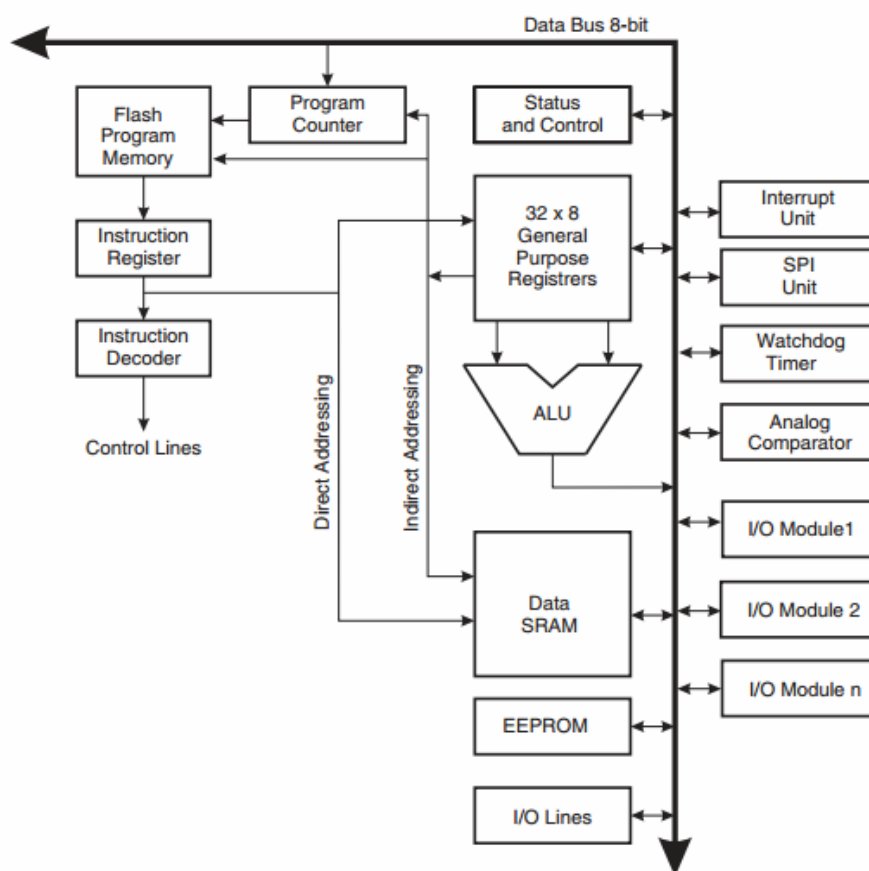 Data Bus 8-bit
Flash
Program
Memory
Program
Counter
Status
and Control
Instruction
Register
32 x 8
General
Purpose
Registrers
Interrupt
Unit
SPI
Unit
Instruction
Decoder
Watchdog
Timer
Control Lines
Direct Addressing
Indirect Addressing
ALU
Analog
Comparator
I/O Module1
Data
SRAM
I/O Module 2
I/O Module n
EEPROM
I/O Lines